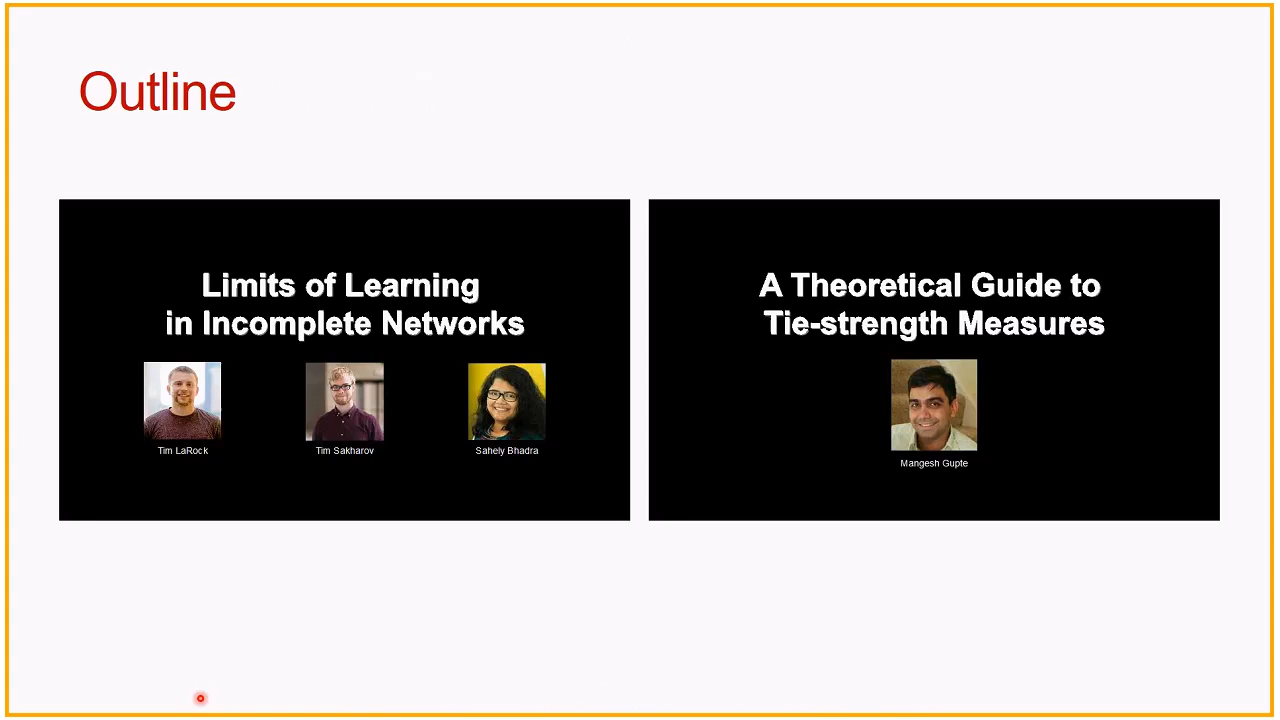 Outline
Limits of Learning
in Incomplete Networks
Tim LaRock
Tim Sakharov
Sahely Bhadra
A Theoretical Guide to
Tie-strength Measures
Mangesh Gupte